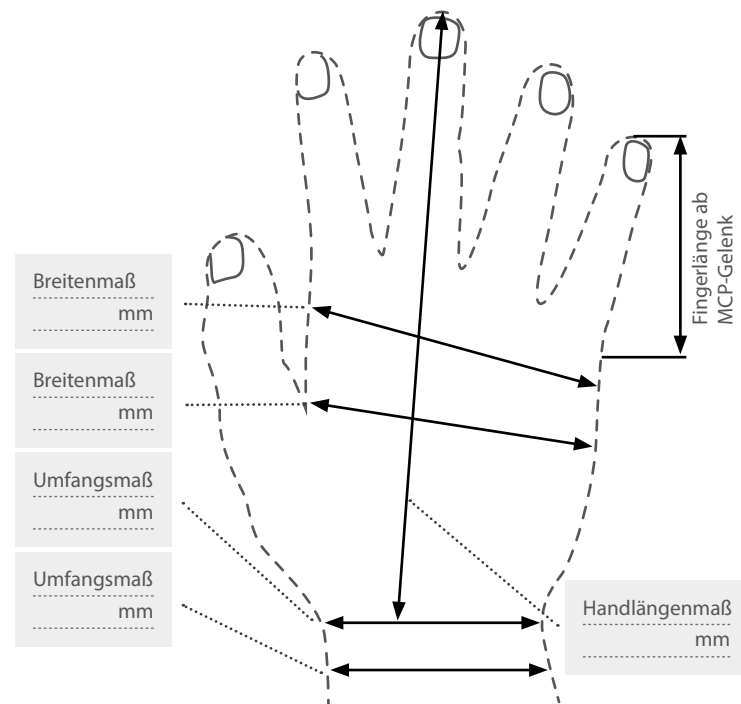 Fingerlänge ab
MCP-Gelenk
Breitenmaß
mm
Breitenmaß
mm
Umfangsmaß
mm
Umfangsmaß
mm
Handlängenmaß
mm